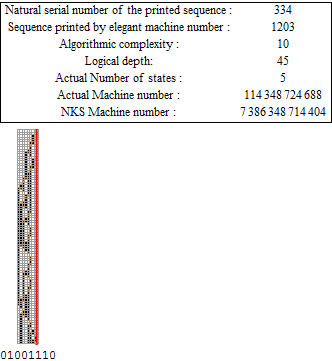 Natural serial number of the printed sequence : 334
Sequence printed by elegant machine number : 1203
Algorithmic complexity : 10
Logical depth: 45
Actual Number of states : 5
Actual Machine number : 114 348 724 688
NKS Machine number : 7 386 348 714 404
01001110